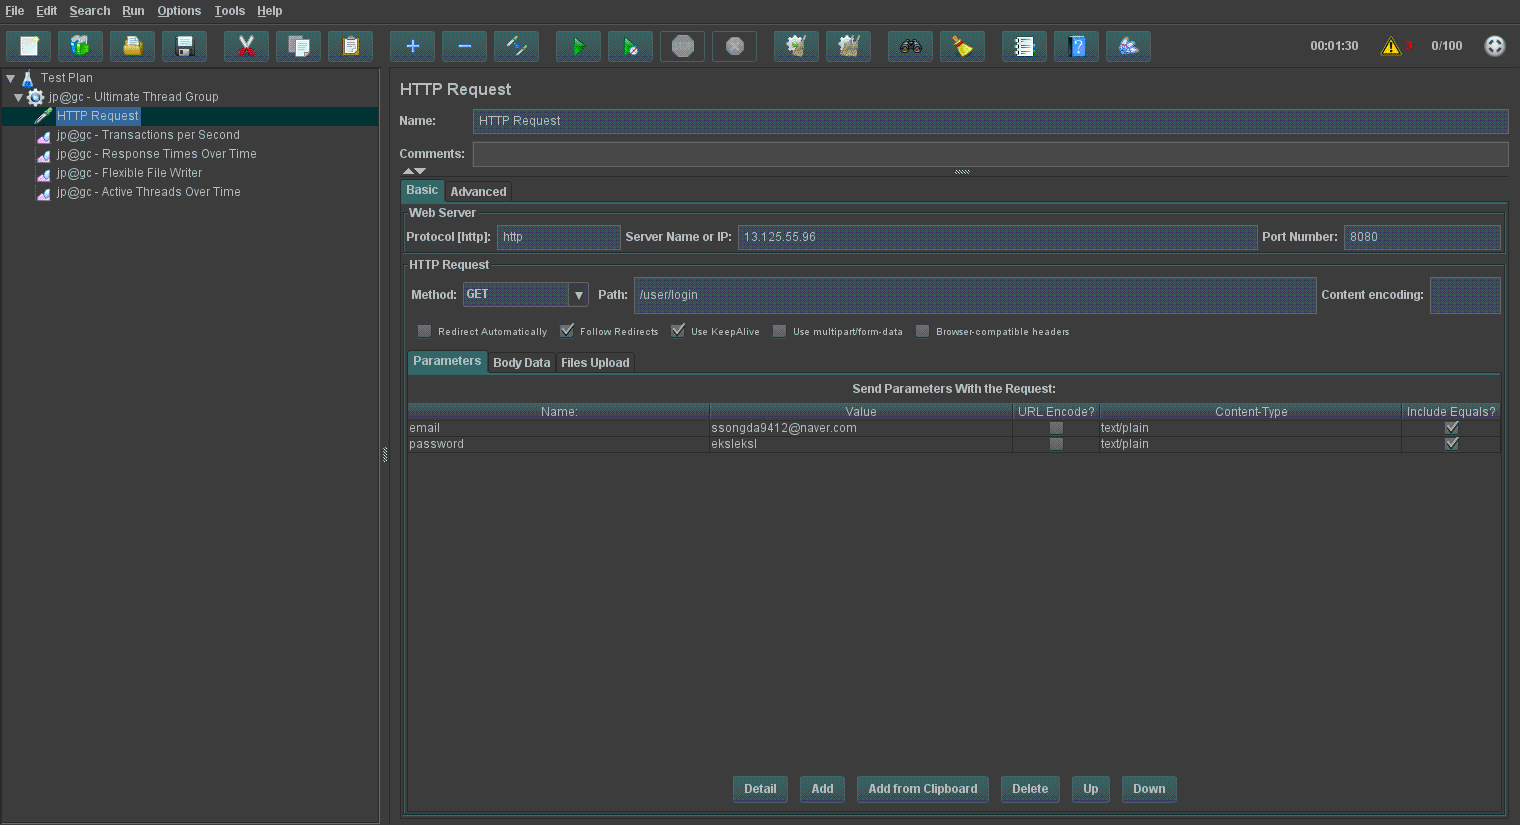 File Edit Search Run Options Tools Help
00:01:30 3 0/100
Test Plan
jp@gc - Ultimate Thread Group
HTTP Request
jp@gc - Transactions per Second
jp@gc - Response Times Over Time
jp@gc - Flexible File Writer
jp@gc - Active Threads Over Time
HTTP Request
Name: HTTP Request
Comments:
Basic Advanced
Web Server
Protocol [http]: http Server Name or IP: 13.125.55.96 Port Number: 8080
HTTP Request
Method: GET Path: /user/login Content encoding:
Redirect Automatically Follow Redirects Use KeepAlive Use multipart/form-data Browser-compatible headers
Parameters Body Data Files Upload
Send Parameters With the Request:
Name: Value URL Encode? Content-Type Include Equals?
email ssongda9412@naver.com text/plain
password eksleksl text/plain
Detail Add Add from Clipboard Delete Up Down